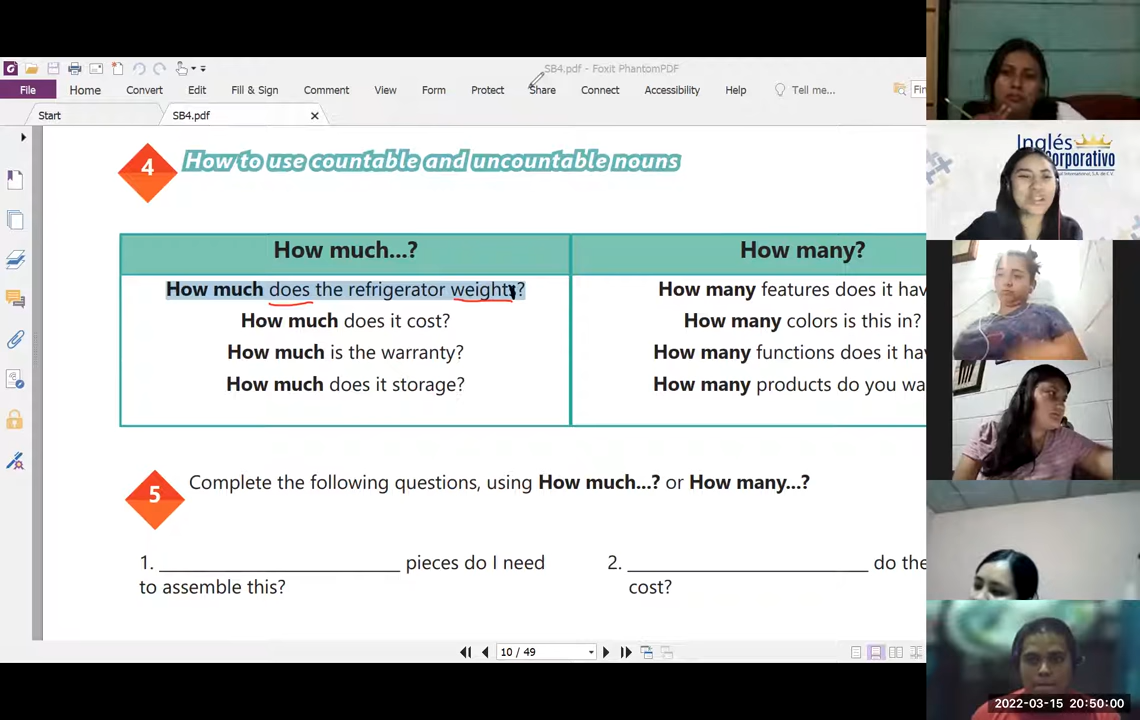 SB4.pdf - Foxit PhantomPDF
File Home Convert Edit Fill & Sign Comment View Form Protect Share Connect Accessibility Help Tell me... Fin
Start SB4.pdf
4 How to use countable and uncountable nouns
How much...? How many?
How much does the refrigerator weight? How many features does it hav
How much does it cost? How many colors is this in?
How much is the warranty? How many functions does it hav
How much does it storage? How many products do you wa
5 Complete the following questions, using How much...? or How many...?
1. ________________________ pieces do I need
to assemble this?
2. ________________________ do the
cost?
10 / 49
Inglés
Corporativo
2022-03-15 20:50:00